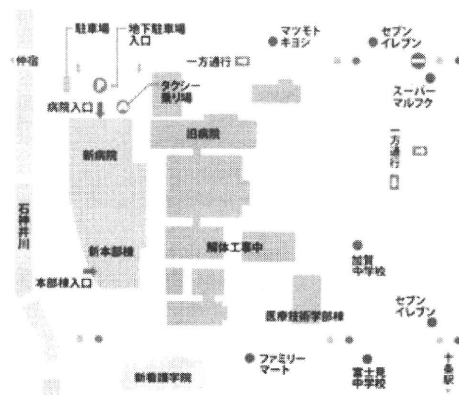 駐車場
地下駐車場
入口
マツモト
キヨシ
セブン
イレブン
仲宿
一方通行
スーパー
マルフク
病院入口
タクシー
乗り場
旧病院
新病院
一方通行
石神井川
新本部棟
解体工事中
加賀
中学校
本部棟入口
医療技術学部棟
セブン
イレブン
新看護学院
ファミリー
マート
富士見
中学校
十条駅